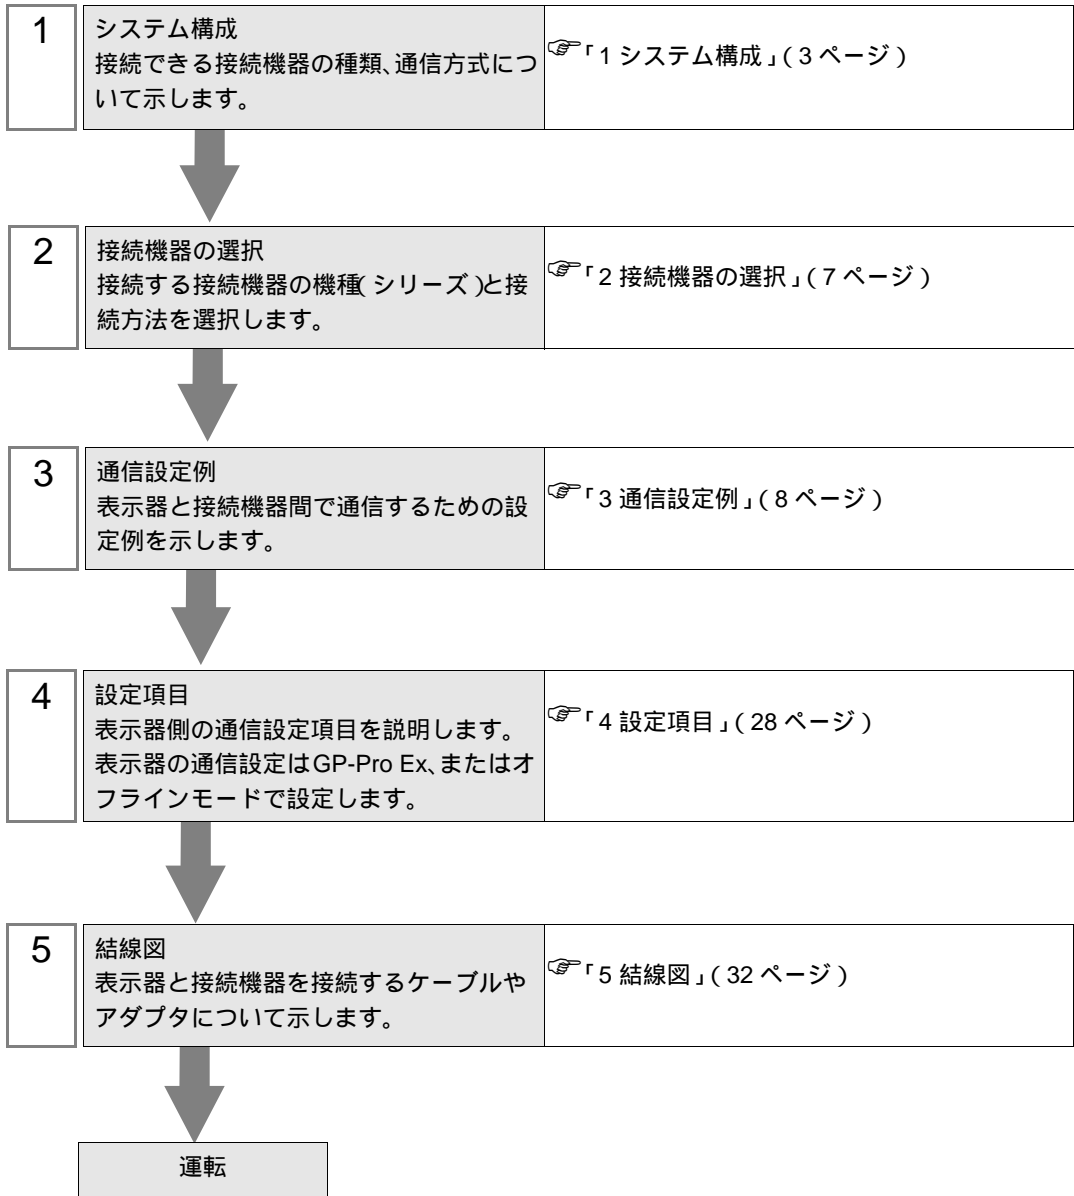 1
システム構成
接続できる接続機器の種類、通信方式につ
いて示します。
☞「1 システム構成」( 3 ページ )
2
接続機器の選択
接続する接続機器の機種( シリーズ )と接
続方法を選択します。
☞「2 接続機器の選択」( 7 ページ )
3
通信設定例
表示器と接続機器間で通信するための設
定例を示します。
☞「3 通信設定例」( 8 ページ )
4
設定項目
表示器側の通信設定項目を説明します。
表示器の通信設定はGP-Pro Ex、またはオ
フラインモードで設定します。
☞「4 設定項目」( 28 ページ )
5
結線図
表示器と接続機器を接続するケーブルや
アダプタについて示します。
☞「5 結線図」( 32 ページ )
運転